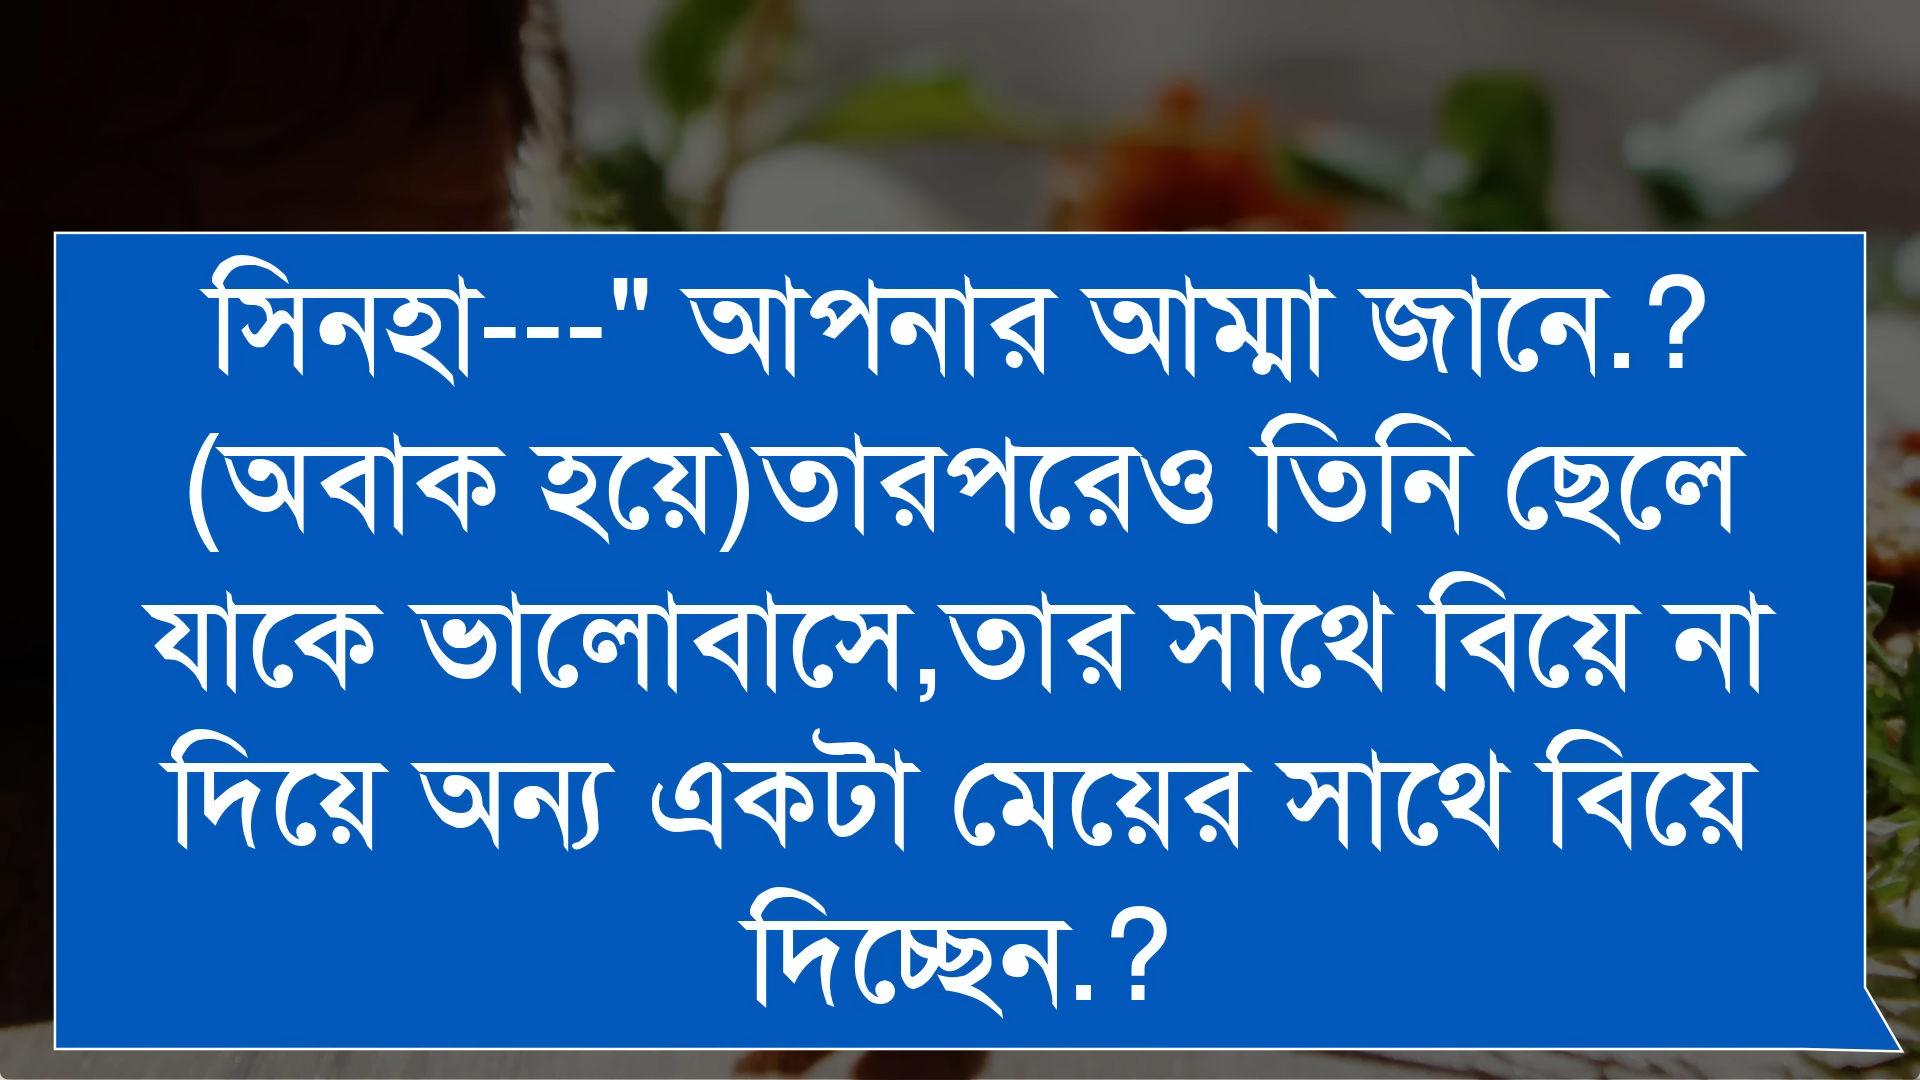 সিনহা---" আপনার আম্মা জানে.?
(অবাক হয়ে)তারপরেও তিনি ছেলে
যাকে ভালোবাসে,তার সাথে বিয়ে না
দিয়ে অন্য একটা মেয়ের সাথে বিয়ে
দিচ্ছেন.?